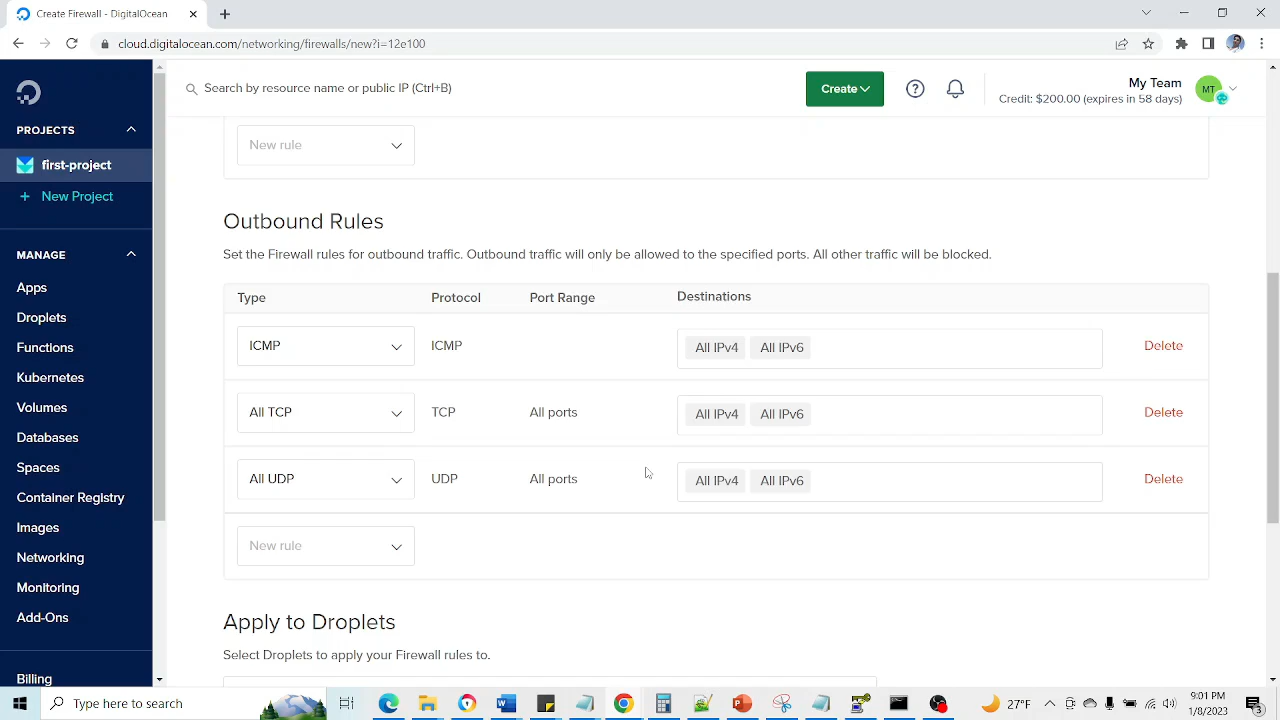 Create Firewall - DigitalOcean
cloud.digitalocean.com/networking/firewalls/new?i=12e100
Search by resource name or public IP (Ctrl+B)
Create
My Team
Credit: $200.00 (expires in 58 days)
MT
PROJECTS
first-project
+ New Project
MANAGE
Apps
Droplets
Functions
Kubernetes
Volumes
Databases
Spaces
Container Registry
Images
Networking
Monitoring
Add-Ons
Billing
New rule
Outbound Rules
Set the Firewall rules for outbound traffic. Outbound traffic will only be allowed to the specified ports. All other traffic will be blocked.
Type Protocol Port Range Destinations
ICMP ICMP All IPv4 All IPv6 Delete
All TCP TCP All ports All IPv4 All IPv6 Delete
All UDP UDP All ports All IPv4 All IPv6 Delete
New rule
Apply to Droplets
Select Droplets to apply your Firewall rules to.
Type here to search
27°F
9:01 PM
1/8/2023
3